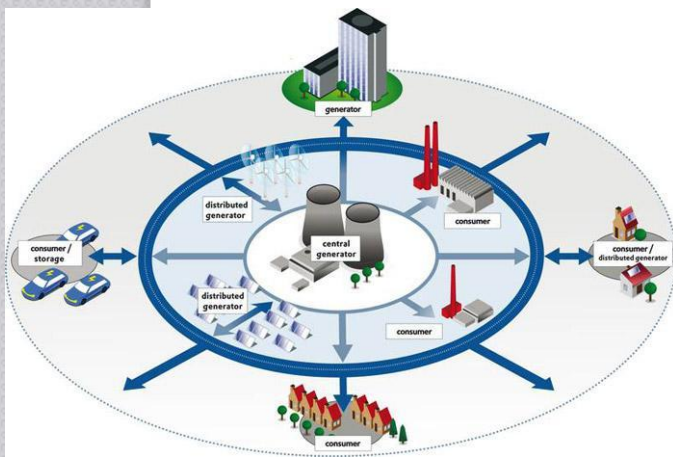 generator
distributed
generator
consumer
consumer /
storage
central
generator
consumer /
distributed generator
distributed
generator
consumer
consumer